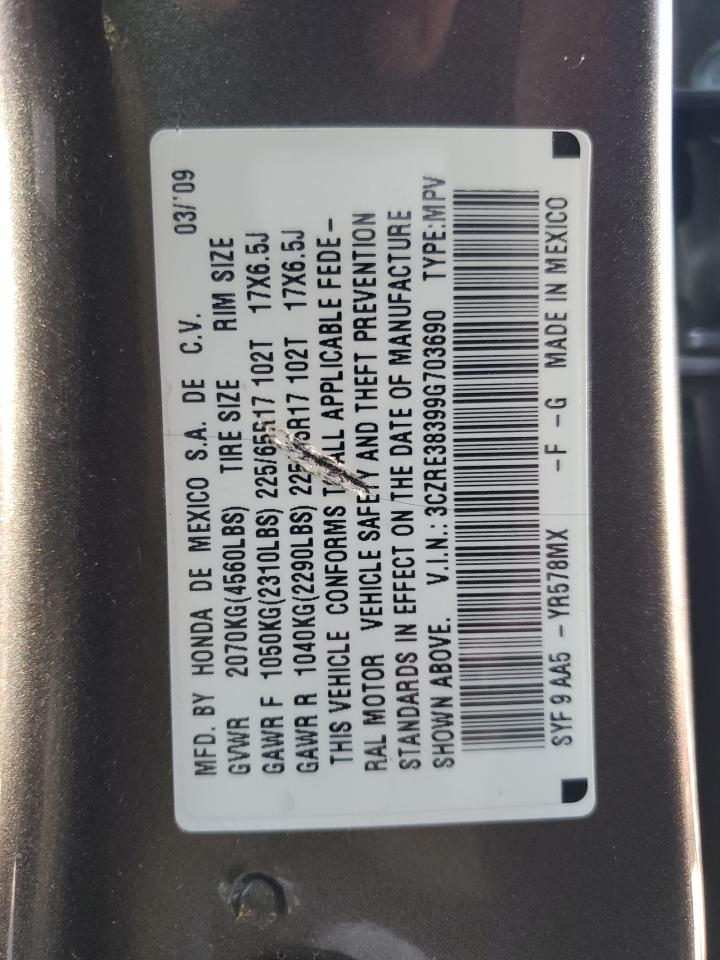 MFD. BY HONDA DE MEXICO S.A. DE C.V. 03/'09
GVWR 2070KG(4560LBS) TIRE SIZE RIM SIZE
GAWR F 1050KG(2310LBS) 225/65R17 102T 17X6.5J
GAWR R 1040KG(2290LBS) 17 102T 17X6.5J
THIS VEHICLE CONFORMS TO ALL APPLICABLE FEDE-
RAL MOTOR VEHICLE SAFETY AND THEFT PREVENTION
STANDARDS IN EFFECT ON THE DATE OF MANUFACTURE
SHOWN ABOVE. V.I.N.: 3CZRE38399G703690 TYPE:MPV
SYF 9 AA5 - YR578MX -F -G MADE IN MEXICO